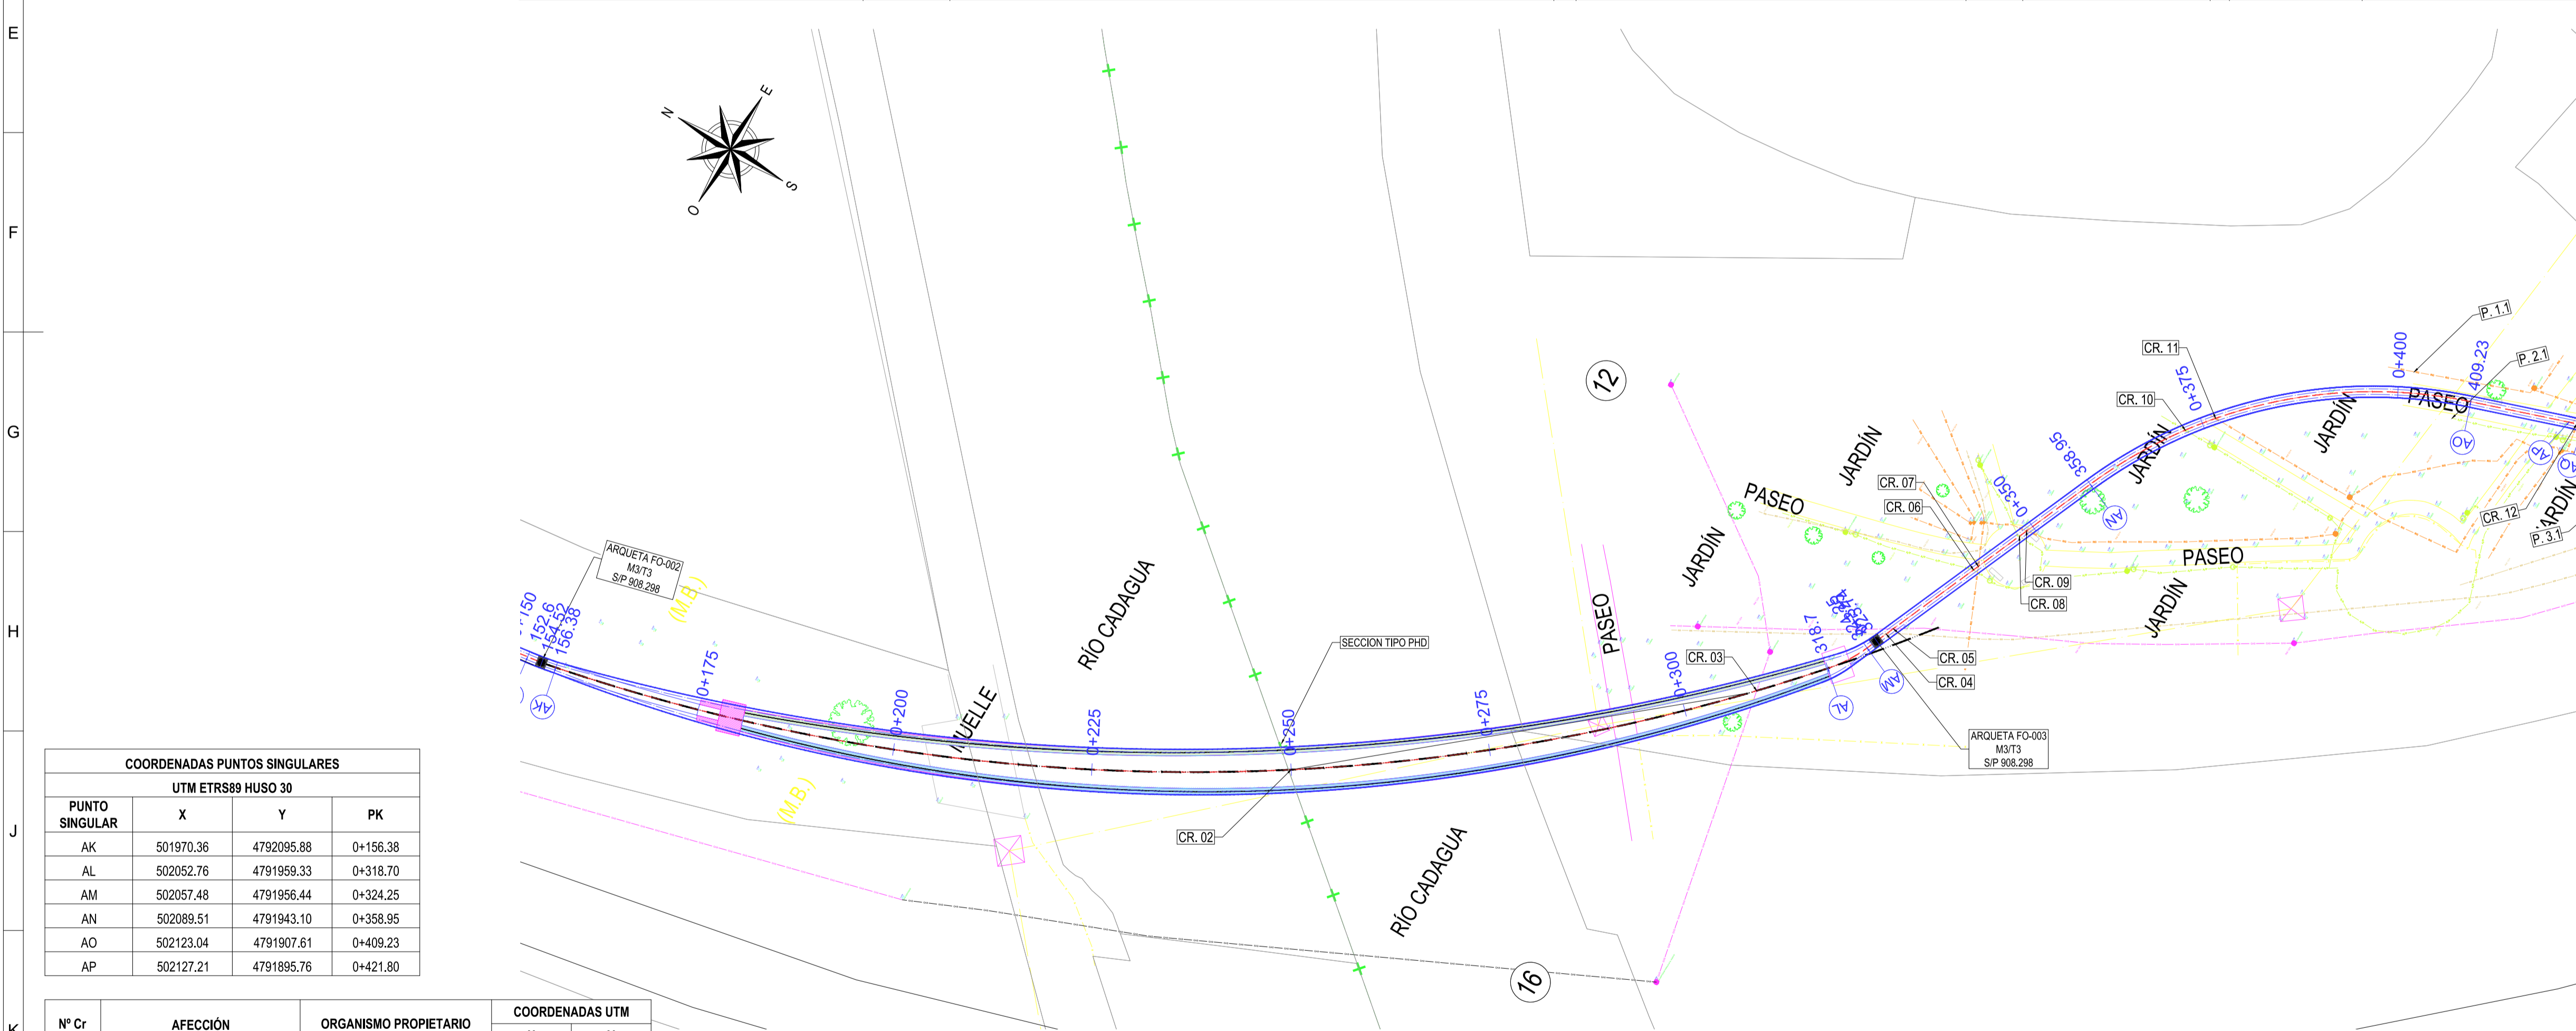 E
F
G
H
J
K
N
E
S
O
ARQUETA FO-002
M3/T3
S/P 908.298
(M.B.)
(M.B.)
152.6
154.52
156.38
AK
0+175
0+200
MUELLE
0+225
RÍO CADAGUA
0+250
SECCION TIPO PHD
CR. 02
0+275
RÍO CADAGUA
16
12
PASEO
0+300
CR. 03
JARDÍN
318.7
AL
AM
ARQUETA FO-003
M3/T3
S/P 908.298
CR. 04
CR. 05
PASEO
JARDÍN
CR. 07
CR. 06
0+350
CR. 09
CR. 08
358.95
AN
JARDÍN
CR. 10
CR. 11
0+375
PASEO
JARDÍN
JARDÍN
0+400
PASEO
409.23
AO
P. 1.1
P. 2.1
AP
CR. 12
P. 3.1
COORDENADAS PUNTOS SINGULARES
UTM ETRS89 HUSO 30
PUNTO SINGULAR X Y PK
AK 501970.36 4792095.88 0+156.38
AL 502052.76 4791959.33 0+318.70
AM 502057.48 4791956.44 0+324.25
AN 502089.51 4791943.10 0+358.95
AO 502123.04 4791907.61 0+409.23
AP 502127.21 4791895.76 0+421.80
Nº Cr AFECCIÓN ORGANISMO PROPIETARIO COORDENADAS UTM